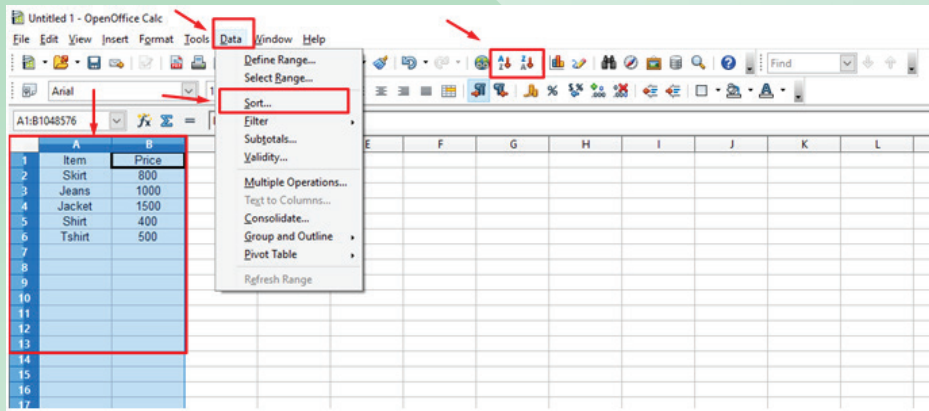 Untitled 1 - OpenOffice Calc
File Edit View Insert Format Tools Data Window Help
Find
Arial
A1:B1048576
Define Range...
Select Range...
Sort...
Filter
Subtotals...
Validity...
Multiple Operations...
Text to Columns...
Consolidate...
Group and Outline
Pivot Table
Refresh Range
A B E F G H I J K L
1 Item Price
2 Skirt 800
3 Jeans 1000
4 Jacket 1500
5 Shirt 400
6 Tshirt 500
7
8
9
10
11
12
13
14
15
16
17